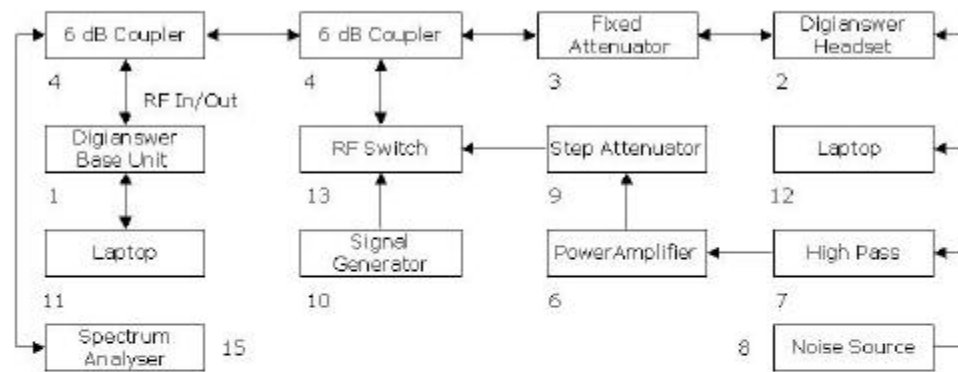 6 dB Coupler
6 dB Coupler
Fixed
Attenuator
Digianswer
Headset
4
4
3
2
RF In/Out
Digianswer
Base Unit
RF Switch
Step Attenuator
Laptop
1
13
9
12
Laptop
Signal
Generator
PowerAmplifier
High Pass
11
10
6
7
Spectrum
Analyser
15
8
Noise Source